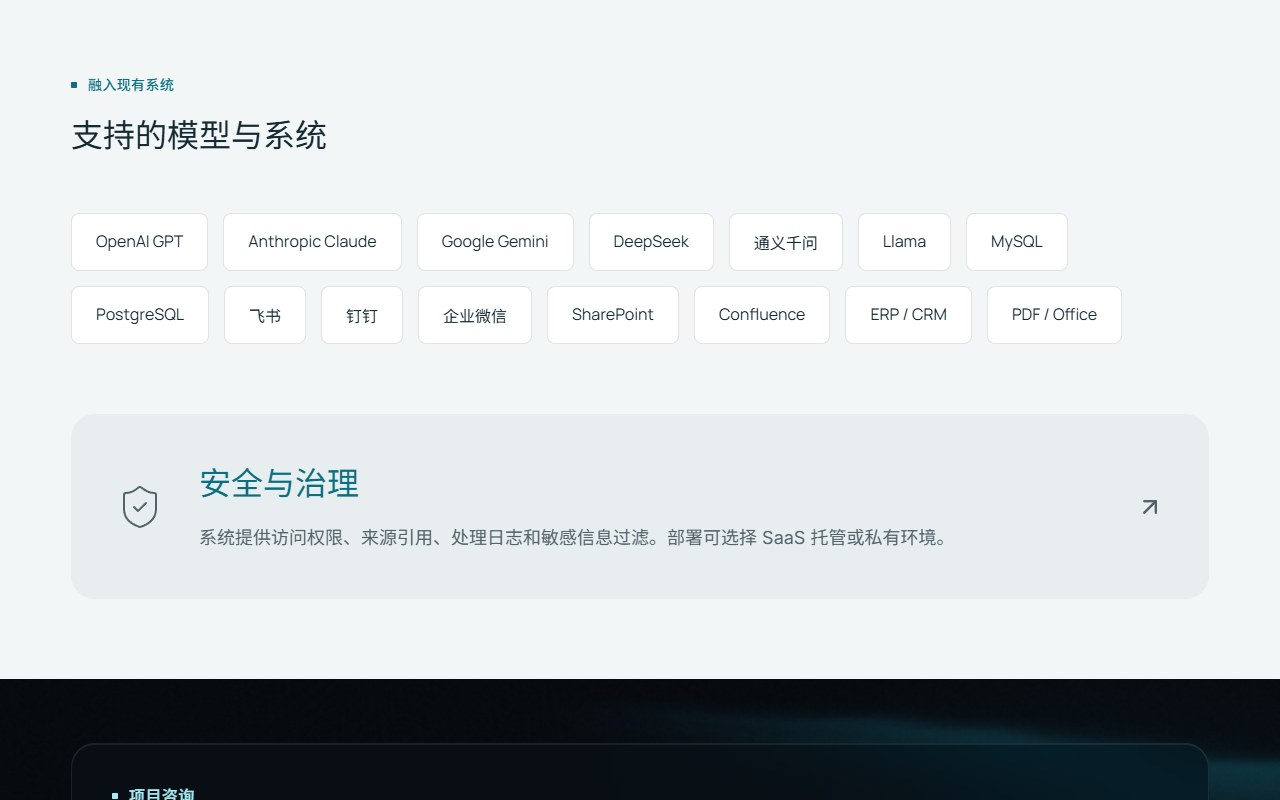 融入现有系统
支持的模型与系统
OpenAI GPT
Anthropic Claude
Google Gemini
DeepSeek
通义千问
Llama
MySQL
PostgreSQL
飞书
钉钉
企业微信
SharePoint
Confluence
ERP / CRM
PDF / Office
安全与治理
系统提供访问权限、来源引用、处理日志和敏感信息过滤。部署可选择 SaaS 托管或私有环境。
项目咨询